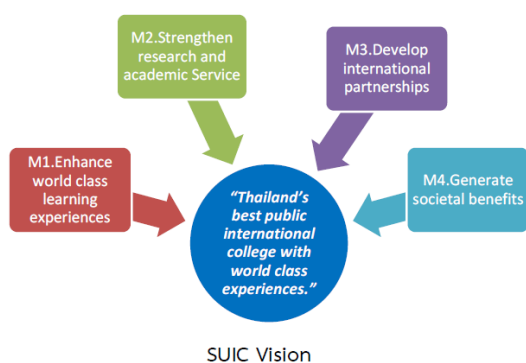 M2.Strengthen
research and
academic Service
M3.Develop
international
partnerships
M1.Enhance
world class
learning
experiences
M4.Generate
societal benefits
“Thailand’s
best public
international
college with
world class
experiences.”
SUIC Vision